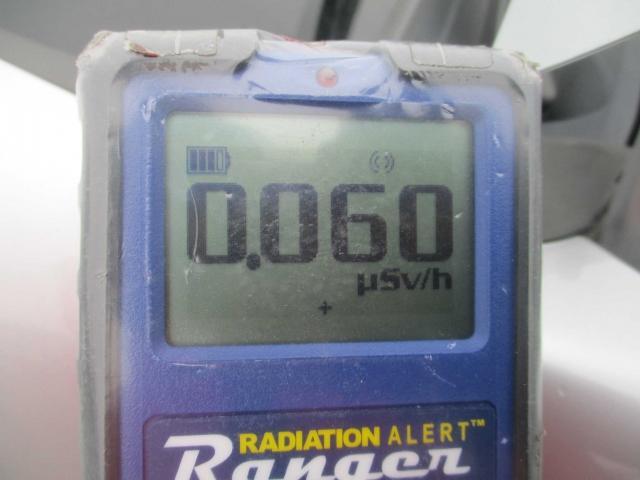 0.060
µSv/h
+
RADIATION ALERT™
Ranger